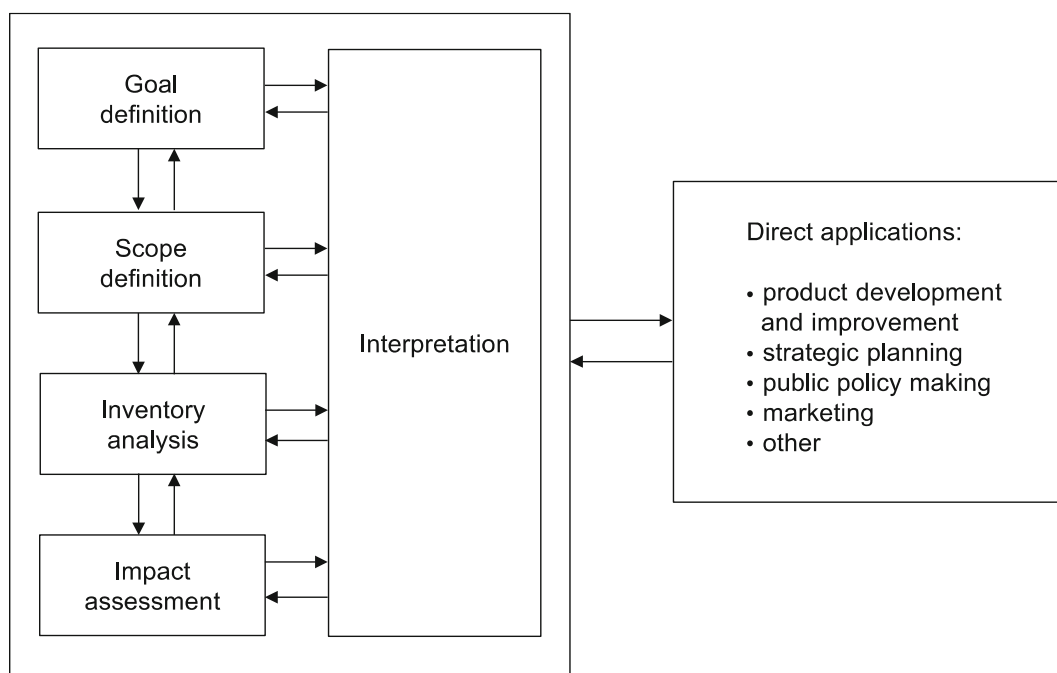 Goal
definition
Scope
definition
Inventory
analysis
Impact
assessment
Interpretation
Direct applications:
• product development
and improvement
• strategic planning
• public policy making
• marketing
• other